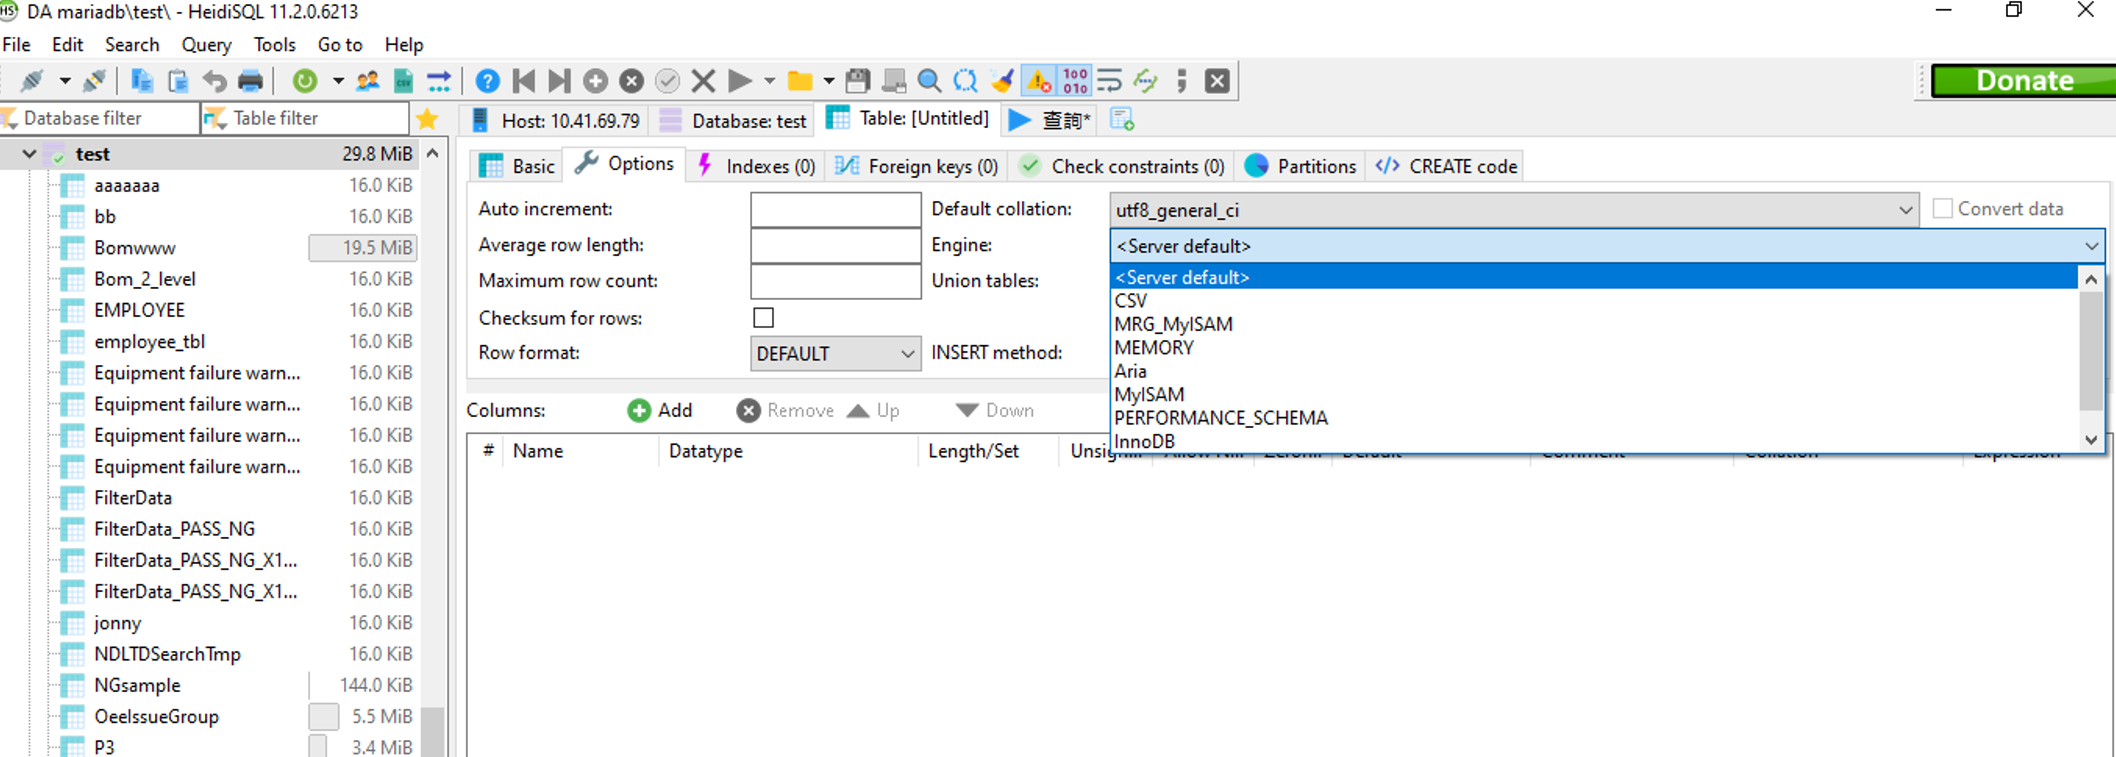 DA mariadb\test\ - HeidiSQL 11.2.0.6213
File Edit Search Query Tools Go to Help
Donate
Database filter Table filter
Host: 10.41.69.79 Database: test Table: [Untitled] 查詢*
test 29.8 MiB
aaaaaaa 16.0 KiB
bb 16.0 KiB
Bomwww 19.5 MiB
Bom_2_level 16.0 KiB
EMPLOYEE 16.0 KiB
employee_tbl 16.0 KiB
Equipment failure warn... 16.0 KiB
Equipment failure warn... 16.0 KiB
Equipment failure warn... 16.0 KiB
Equipment failure warn... 16.0 KiB
FilterData 16.0 KiB
FilterData_PASS_NG 16.0 KiB
FilterData_PASS_NG_X1... 16.0 KiB
FilterData_PASS_NG_X1... 16.0 KiB
jonny 16.0 KiB
NDLTDSearchTmp 16.0 KiB
NGsample 144.0 KiB
OeeIssueGroup 5.5 MiB
P3 3.4 MiB
Basic Options Indexes (0) Foreign keys (0) Check constraints (0) Partitions CREATE code
Auto increment: Default collation: utf8_general_ci Convert data
Average row length: Engine: <Server default>
Maximum row count: Union tables:
Checksum for rows:
Row format: DEFAULT INSERT method:
<Server default>
CSV
MRG_MyISAM
MEMORY
Aria
MyISAM
PERFORMANCE_SCHEMA
InnoDB
Columns: Add Remove Up Down
# Name Datatype Length/Set Unsign... Allow N... Zerofi... Default Comment Collation Expression